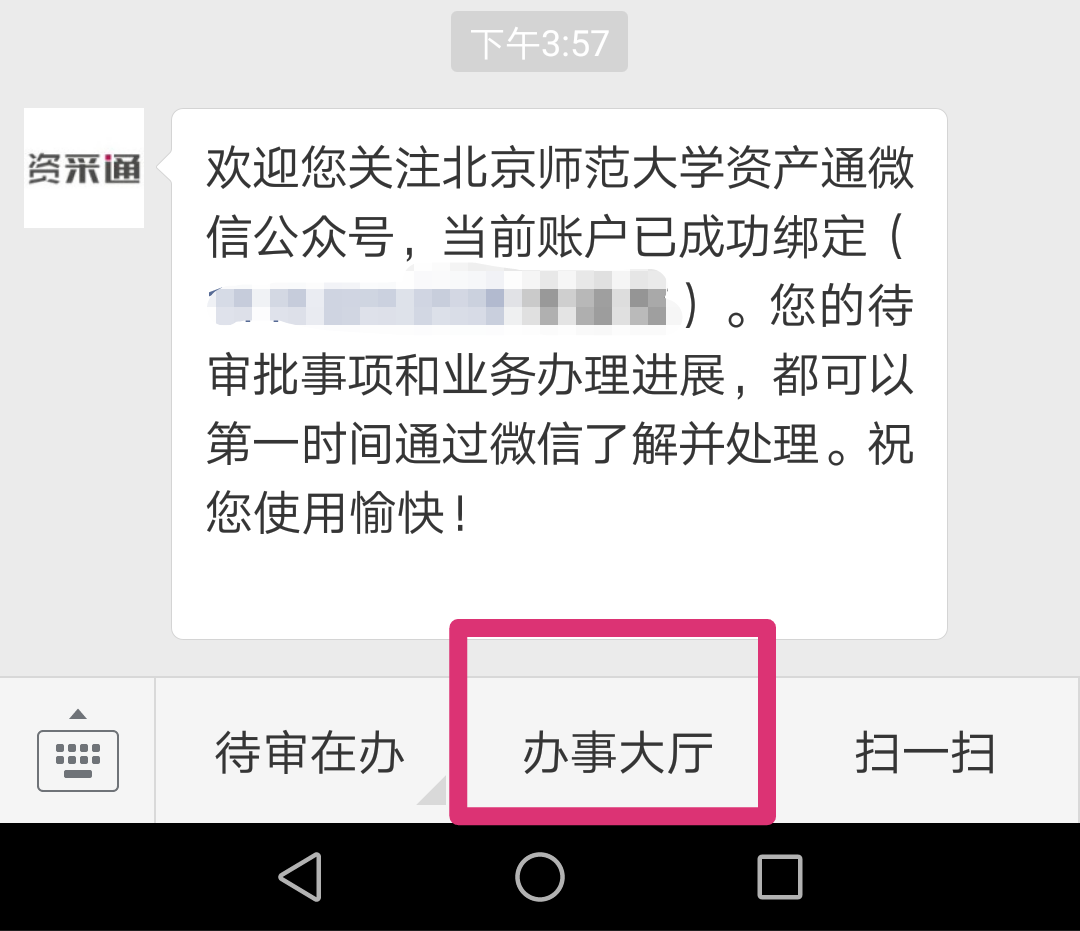 下午3:57
资采通
欢迎您关注北京师范大学资产通微
信公众号，当前账户已成功绑定（
）。您的待
审批事项和业务办理进展，都可以
第一时间通过微信了解并处理。祝
您使用愉快！
待审在办
办事大厅
扫一扫